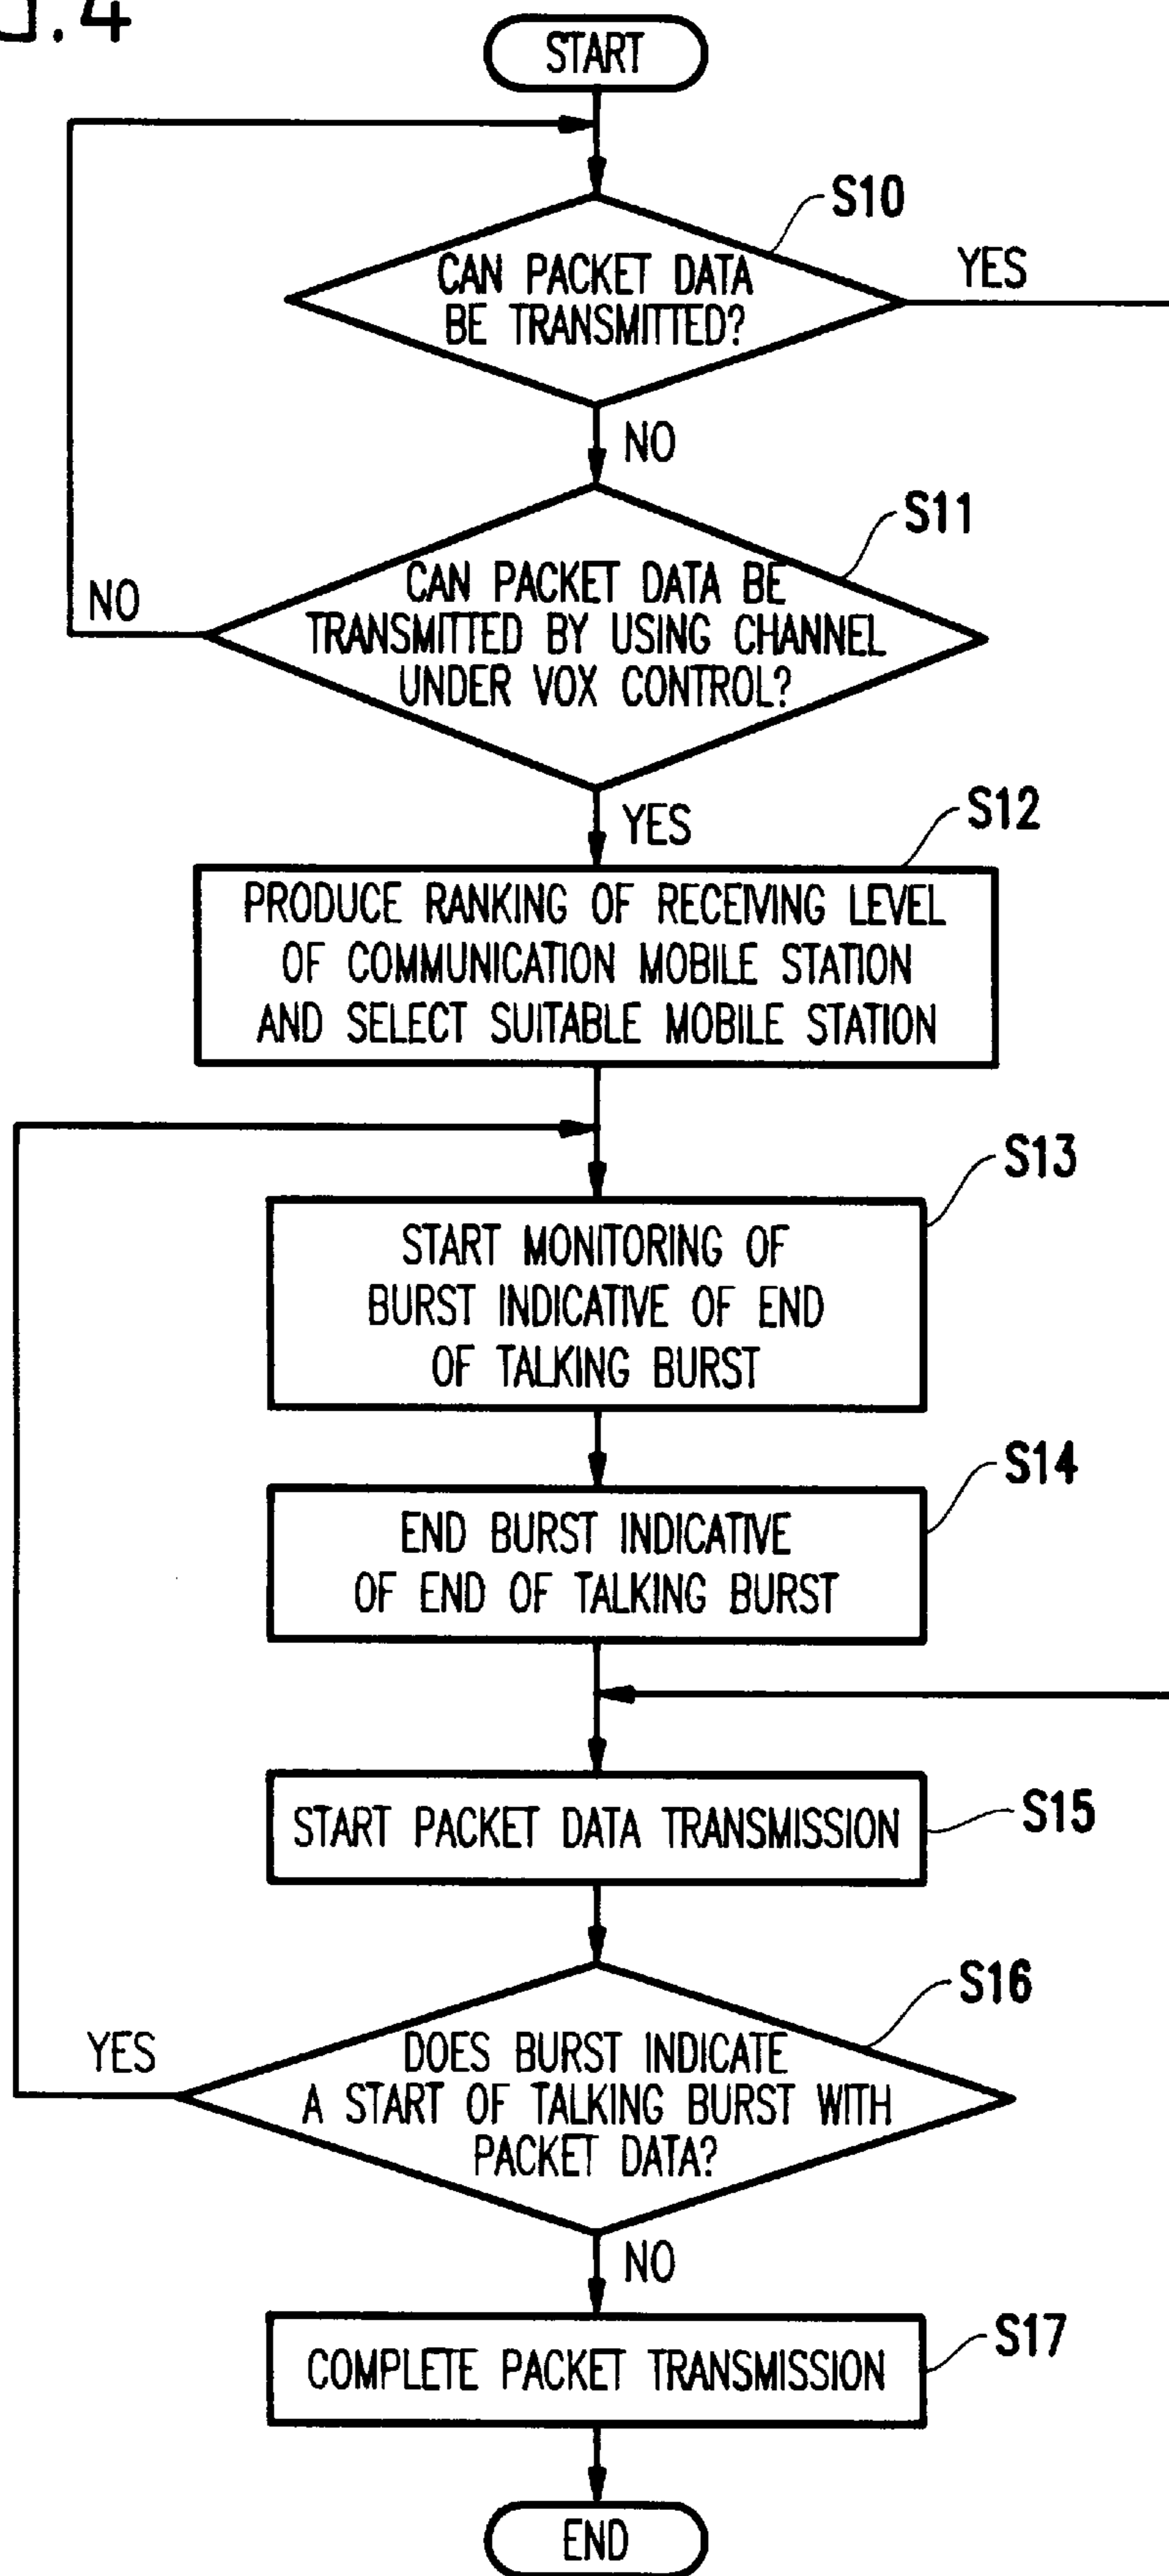 .4
START
S10
CAN PACKET DATA
BE TRANSMITTED?
YES
NO
S11
CAN PACKET DATA BE
TRANSMITTED BY USING CHANNEL
UNDER VOX CONTROL?
NO
YES
S12
PRODUCE RANKING OF RECEIVING LEVEL
OF COMMUNICATION MOBILE STATION
AND SELECT SUITABLE MOBILE STATION
S13
START MONITORING OF
BURST INDICATIVE OF END
OF TALKING BURST
S14
END BURST INDICATIVE
OF END OF TALKING BURST
START PACKET DATA TRANSMISSION
S15
S16
YES
DOES BURST INDICATE
A START OF TALKING BURST WITH
PACKET DATA?
NO
S17
COMPLETE PACKET TRANSMISSION
END